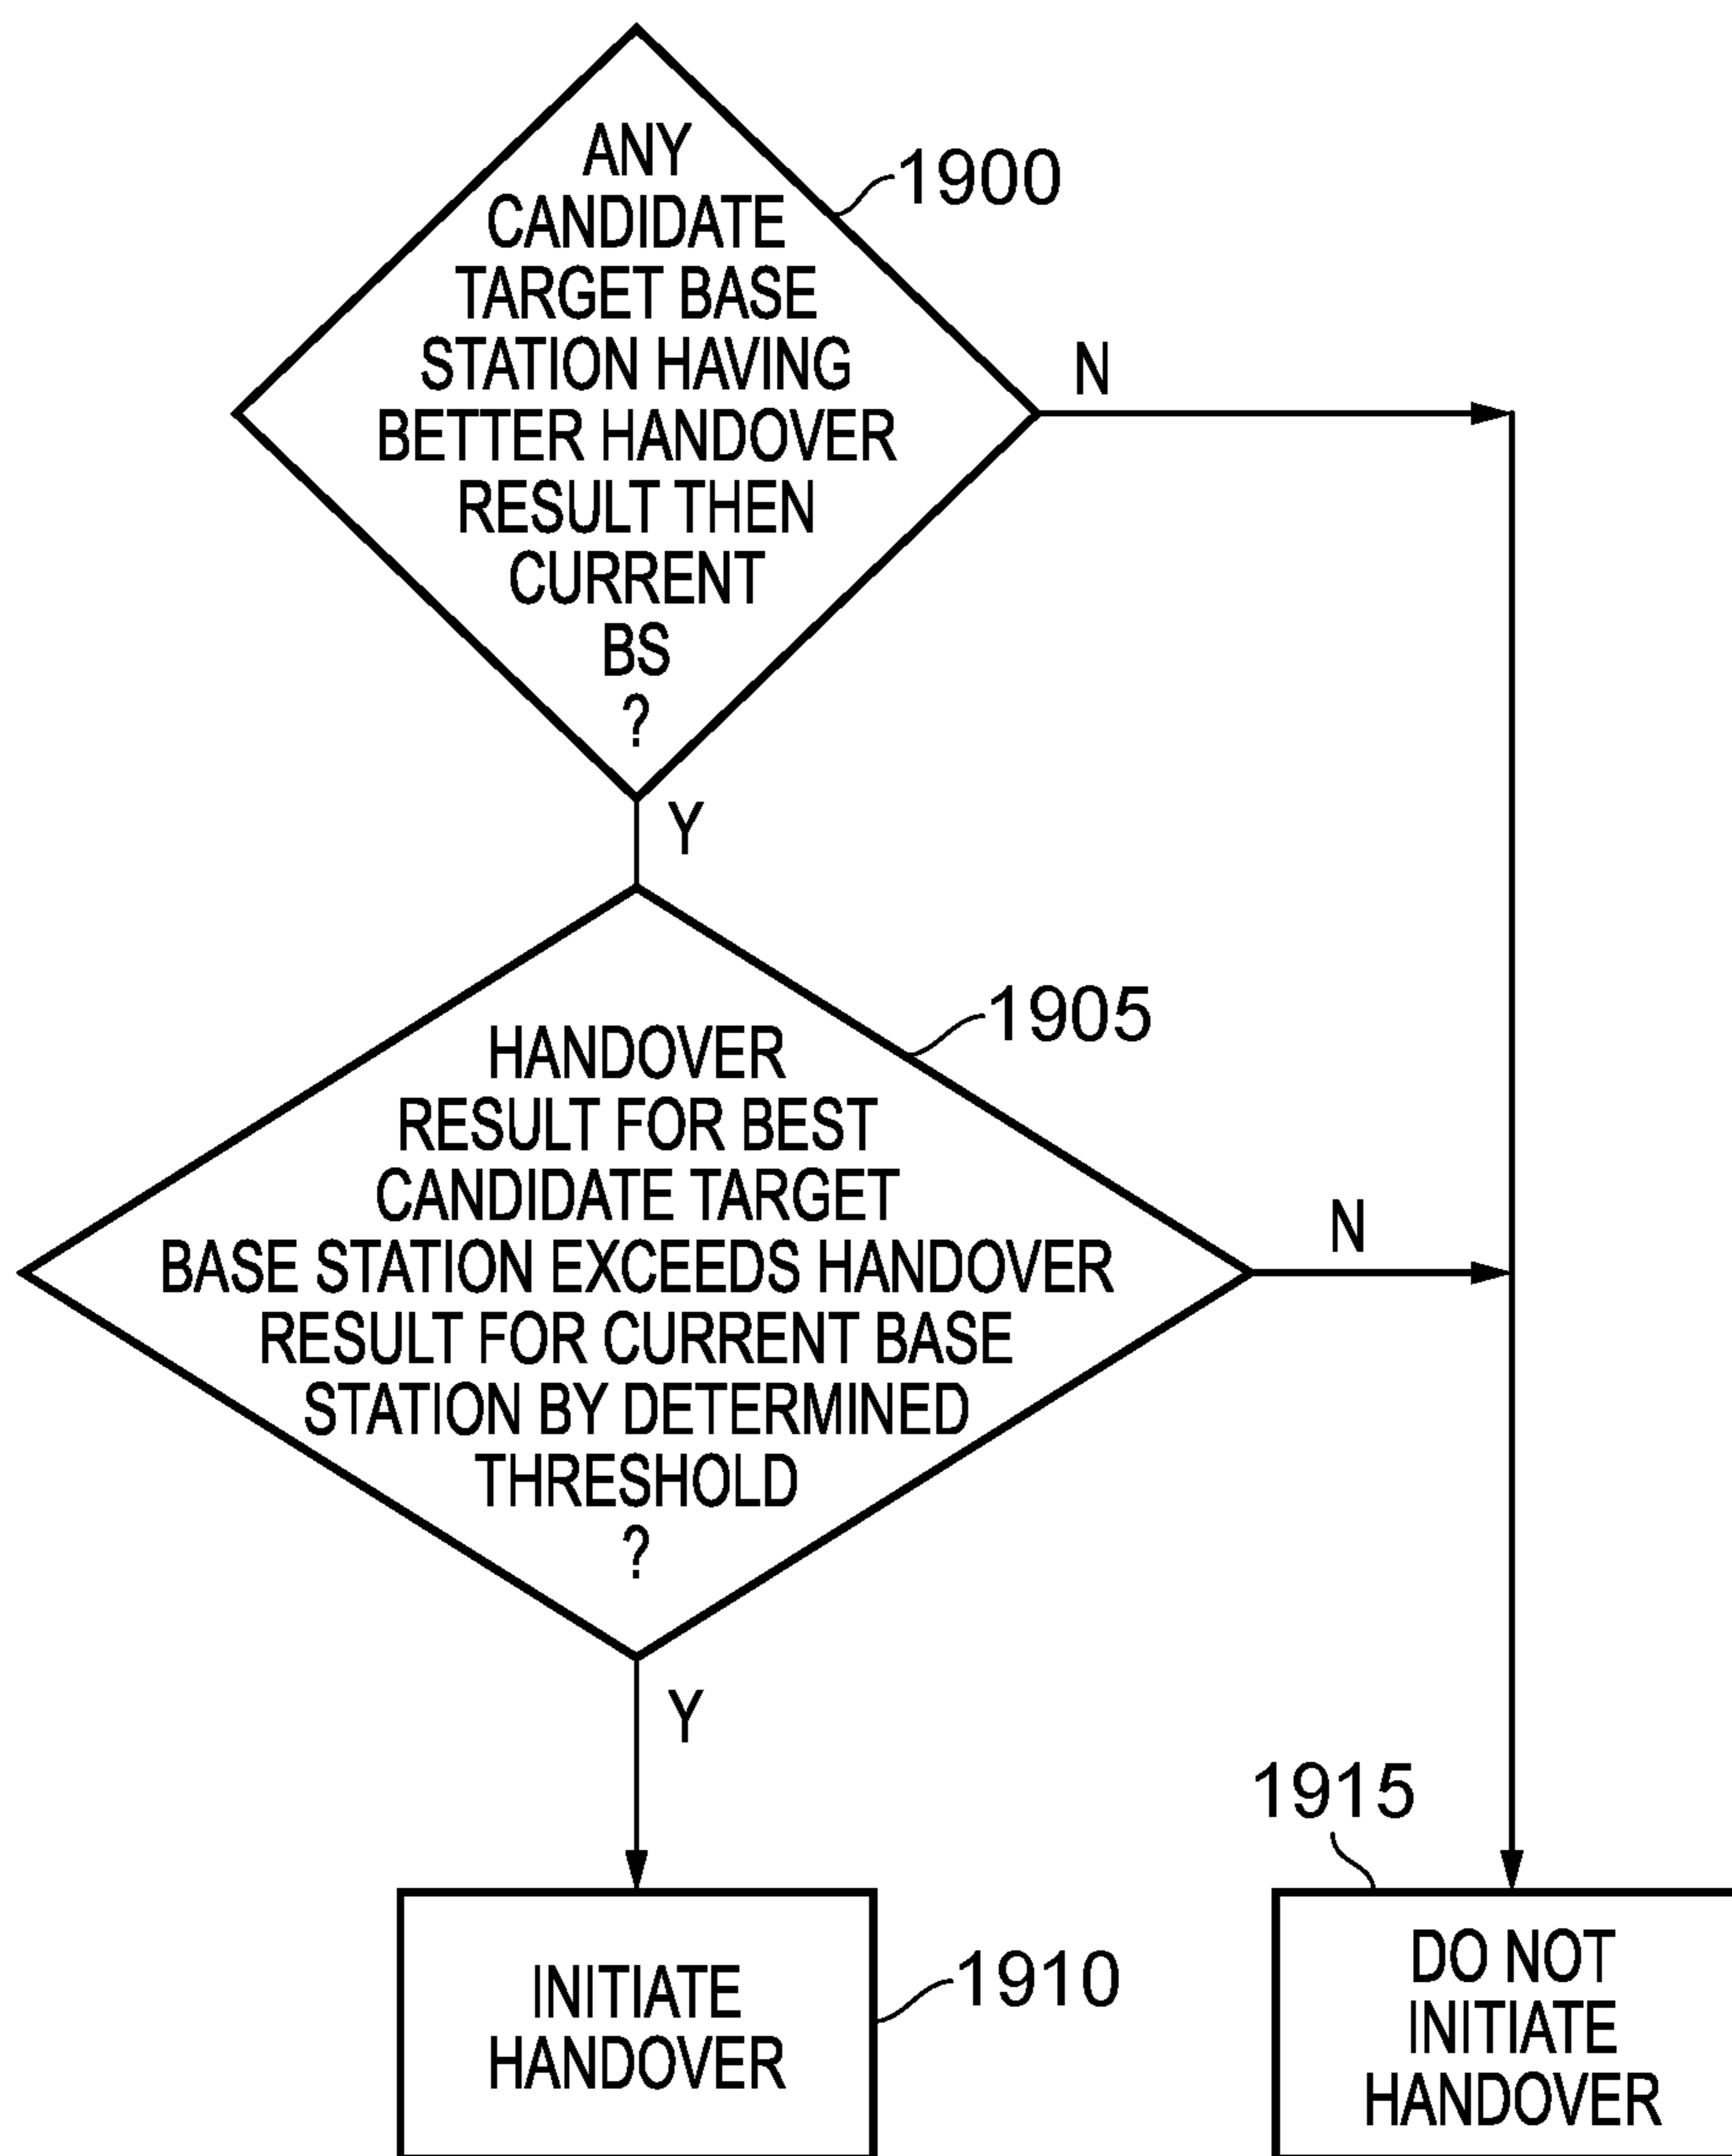 ANY
CANDIDATE
TARGET BASE
STATION HAVING
BETTER HANDOVER
RESULT THEN
CURRENT
BS
?
1900
N
Y
HANDOVER
RESULT FOR BEST
CANDIDATE TARGET
BASE STATION EXCEEDS HANDOVER
RESULT FOR CURRENT BASE
STATION BY DETERMINED
THRESHOLD
?
1905
N
Y
INITIATE
HANDOVER
1910
1915
DO NOT
INITIATE
HANDOVER